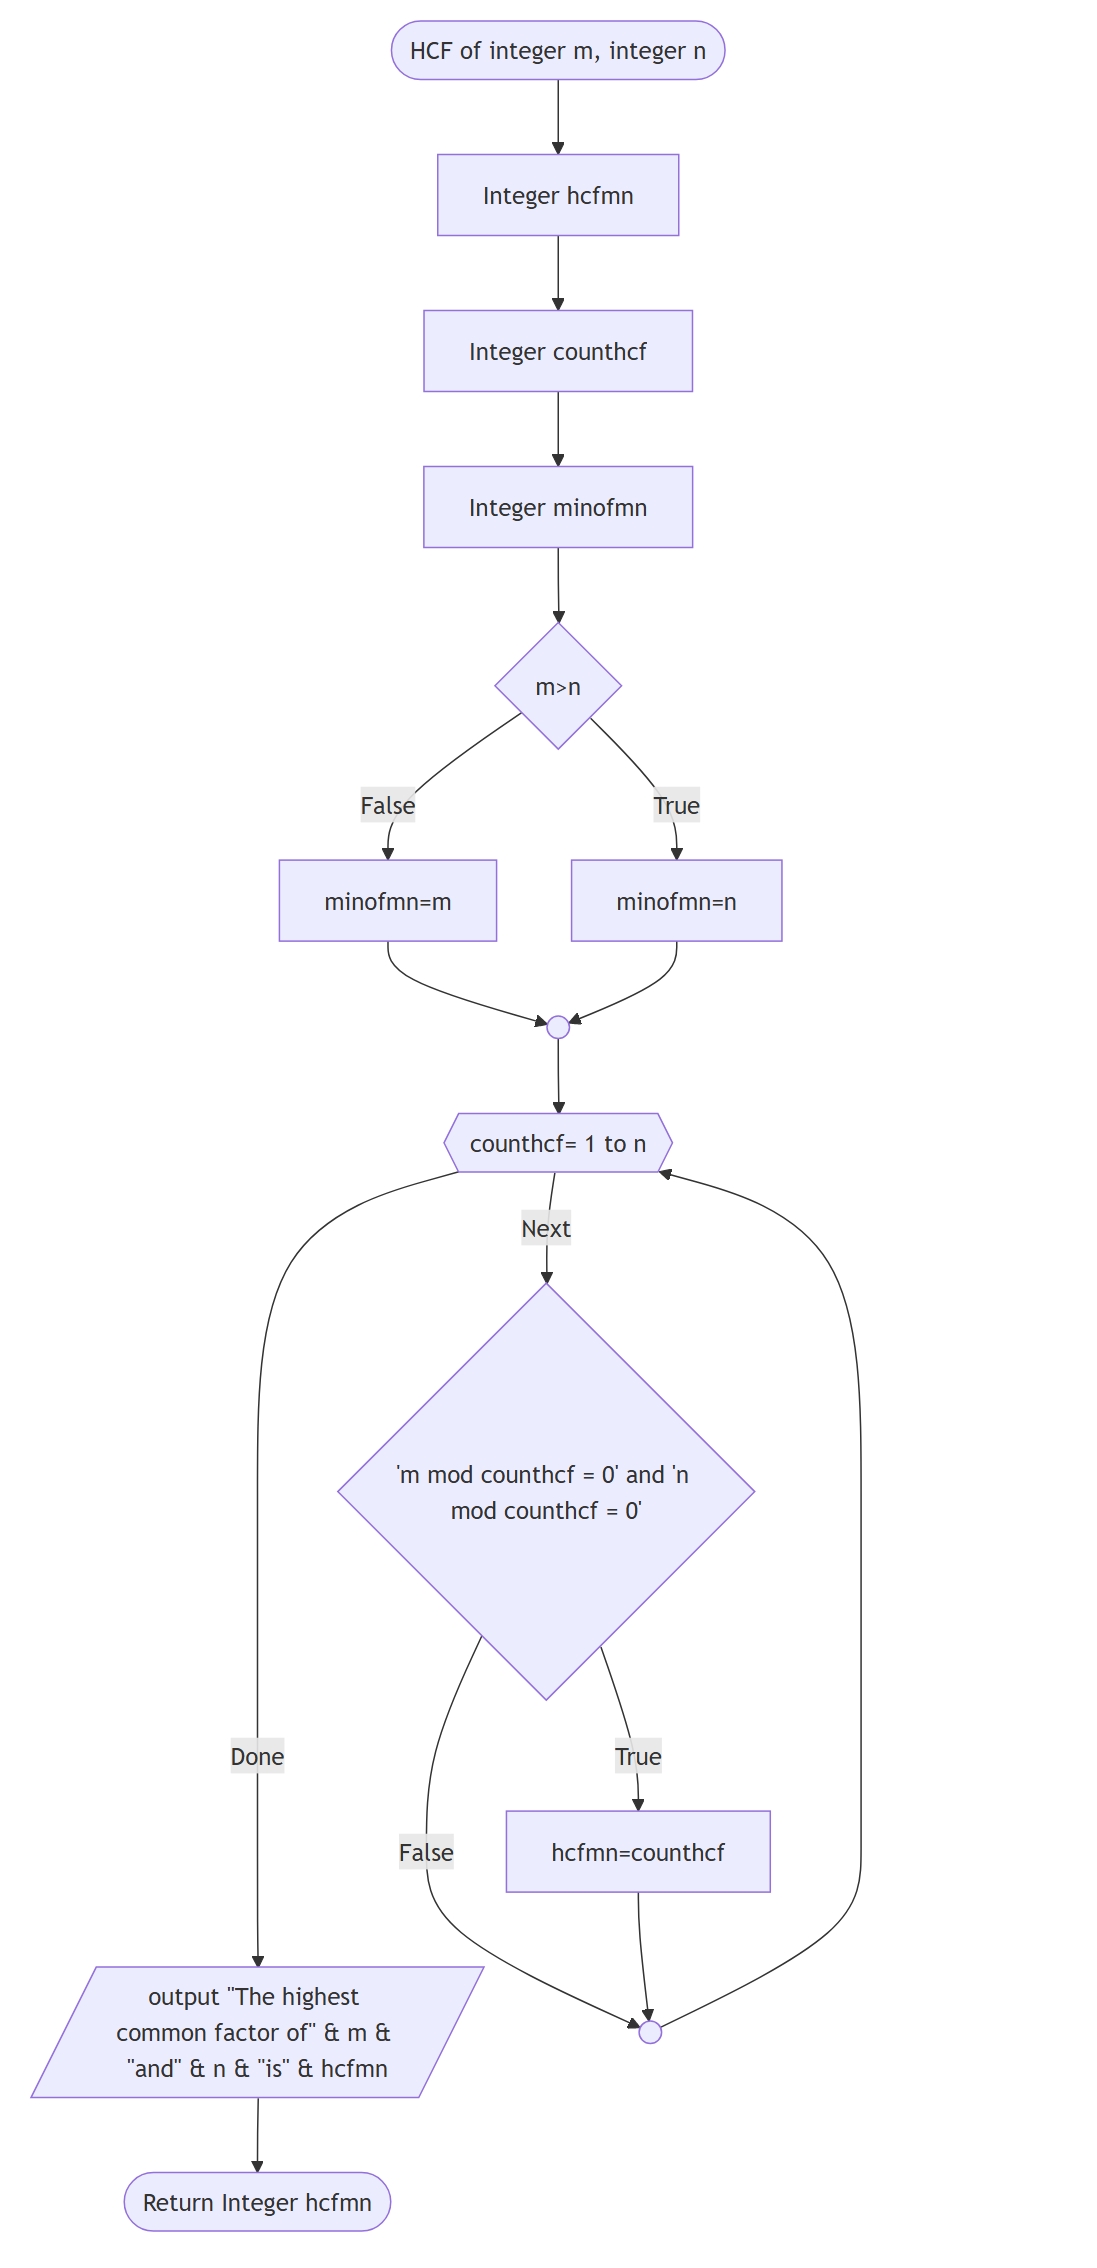 HCF of integer m, integer n
Integer hcfmn
Integer counthcf
Integer minofmn
m>n
False
True
minofmn=m
minofmn=n
counthcf= 1 to n
Next
'm mod counthcf = 0' and 'n
mod counthcf = 0'
Done
True
False
hcfmn=counthcf
output "The highest
common factor of" & m &
"and" & n & "is" & hcfmn
Return Integer hcfmn